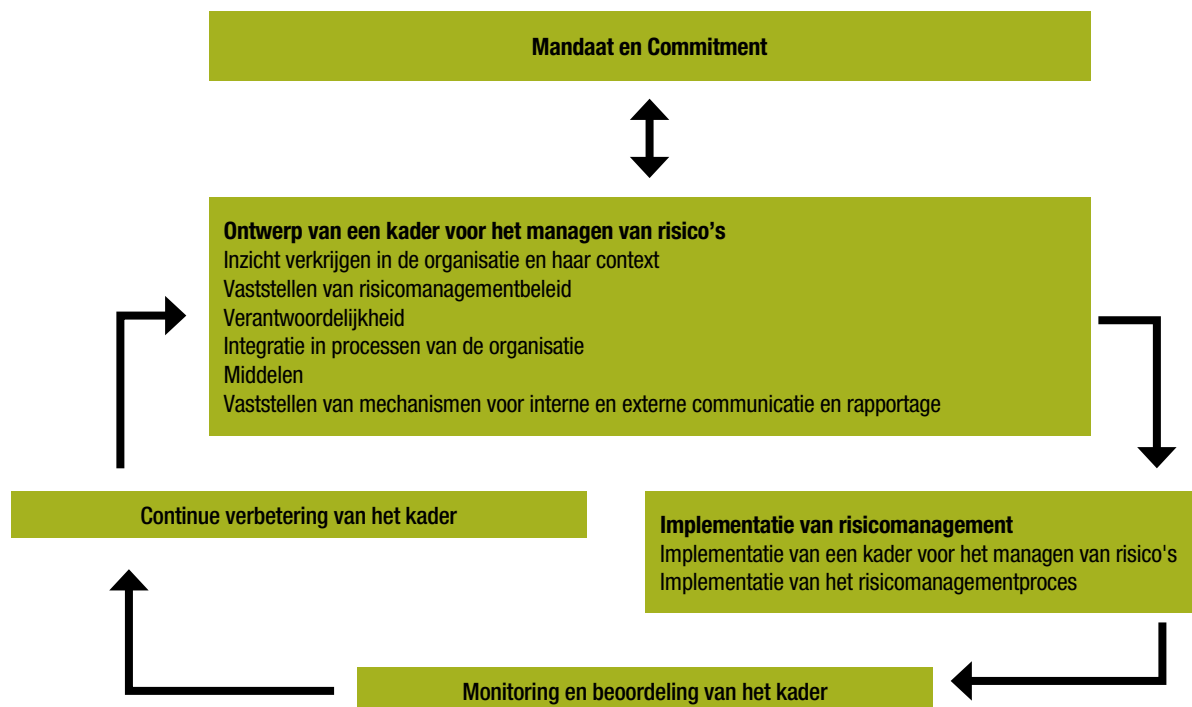 Mandaat en Commitment
Ontwerp van een kader voor het managen van risico’s
Inzicht verkrijgen in de organisatie en haar context
Vaststellen van risicomanagementbeleid
Verantwoordelijkheid
Integratie in processen van de organisatie
Middelen
Vaststellen van mechanismen voor interne en externe communicatie en rapportage
Implementatie van risicomanagement
Implementatie van een kader voor het managen van risico's
Implementatie van het risicomanagementproces
Monitoring en beoordeling van het kader
Continue verbetering van het kader